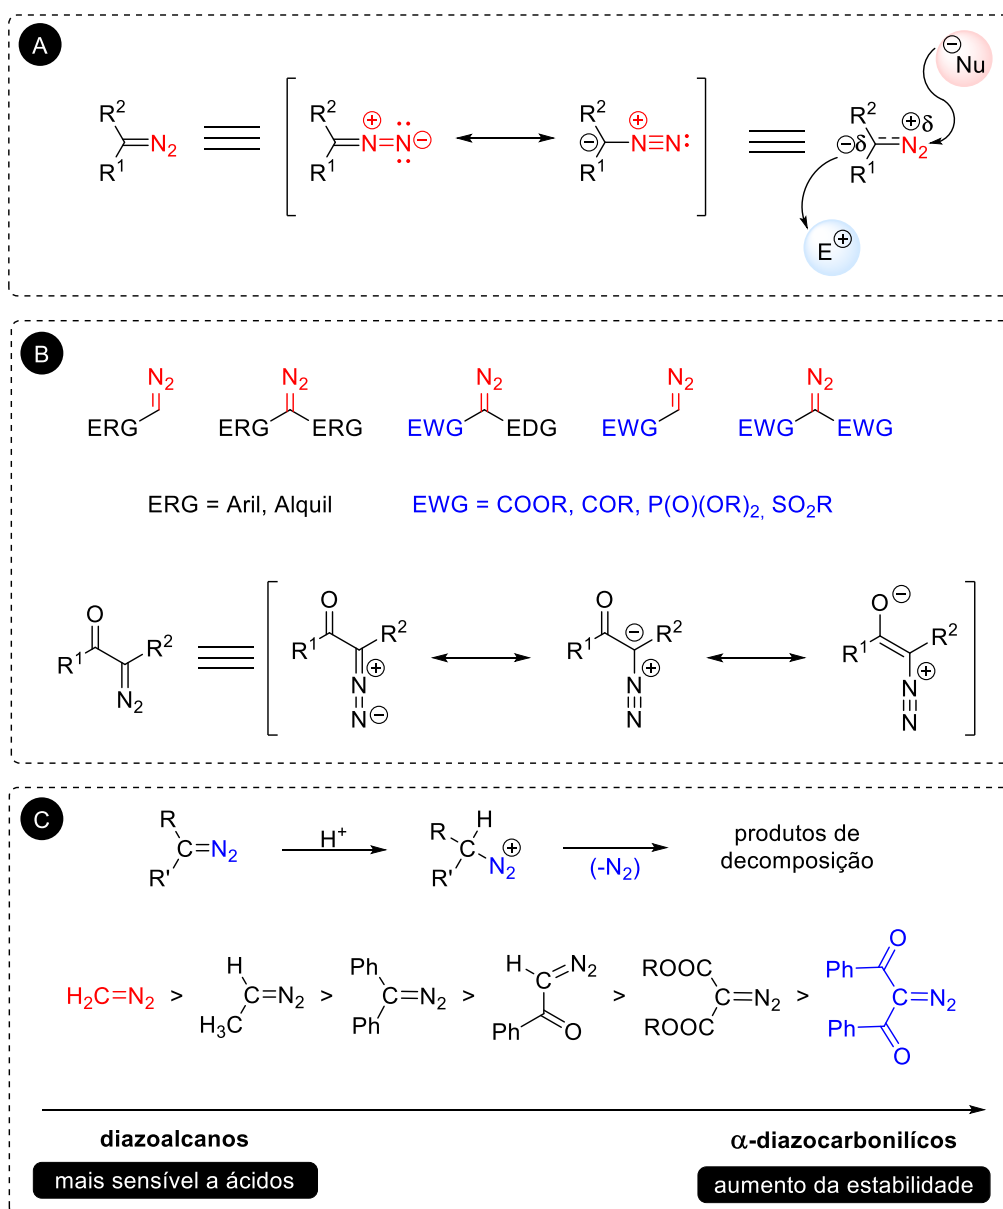 A
R2 N2 R1
R2 N N R1
R2 N N R1
R2 δ δ N2 R1
Nu
E
B
N2 N2 N2 N2 N2
ERG ERG ERG EWG EDG EWG EWG EWG
ERG = Aril, Alquil EWG = COOR, COR, P(O)(OR)2, SO2R
O R1 R2 N2
O R1 R2 N N
O R1 R2 N N
O R1 R2 N N
C
R R' C=N2 H+ R R' C H N2 (-N2) produtos de
decomposição
H2C=N2 > H H3C N2 > Ph Ph N2 > H N2 Ph O > ROOC ROOC N2 > Ph O Ph O N2
diazoalcanos α-diazocarbonilícos
mais sensível a ácidos aumento da estabilidade